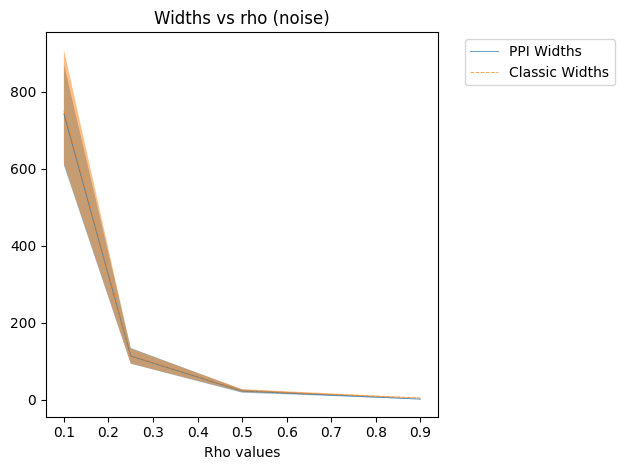 Widths vs rho (noise)
PPI Widths
Classic Widths
800
600
400
200
0
0.1 0.2 0.3 0.4 0.5 0.6 0.7 0.8 0.9
Rho values